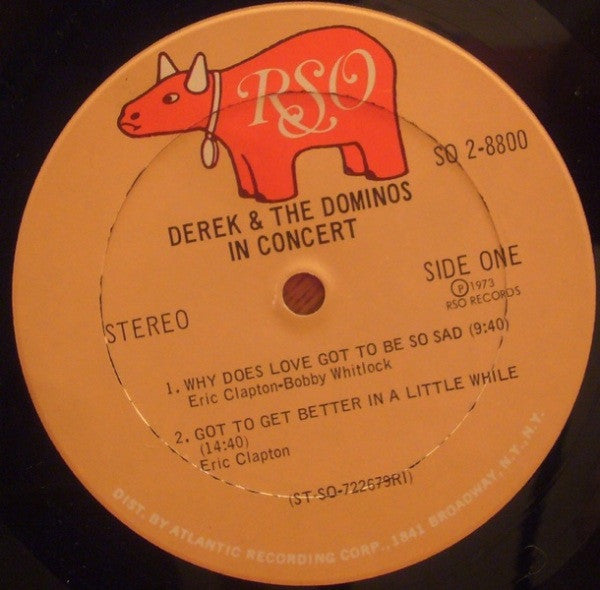 RSO
SO 2-8800
DEREK & THE DOMINOS
IN CONCERT
SIDE ONE
℗1973
RSO RECORDS
STEREO
1. WHY DOES LOVE GOT TO BE SO SAD (9:40)
Eric Clapton-Bobby Whitlock
2. GOT TO GET BETTER IN A LITTLE WHILE
(14:40)
Eric Clapton
(ST-SO-722679RI)
DIST. BY ATLANTIC RECORDING CORP., 1841 BROADWAY, N.Y., N.Y.